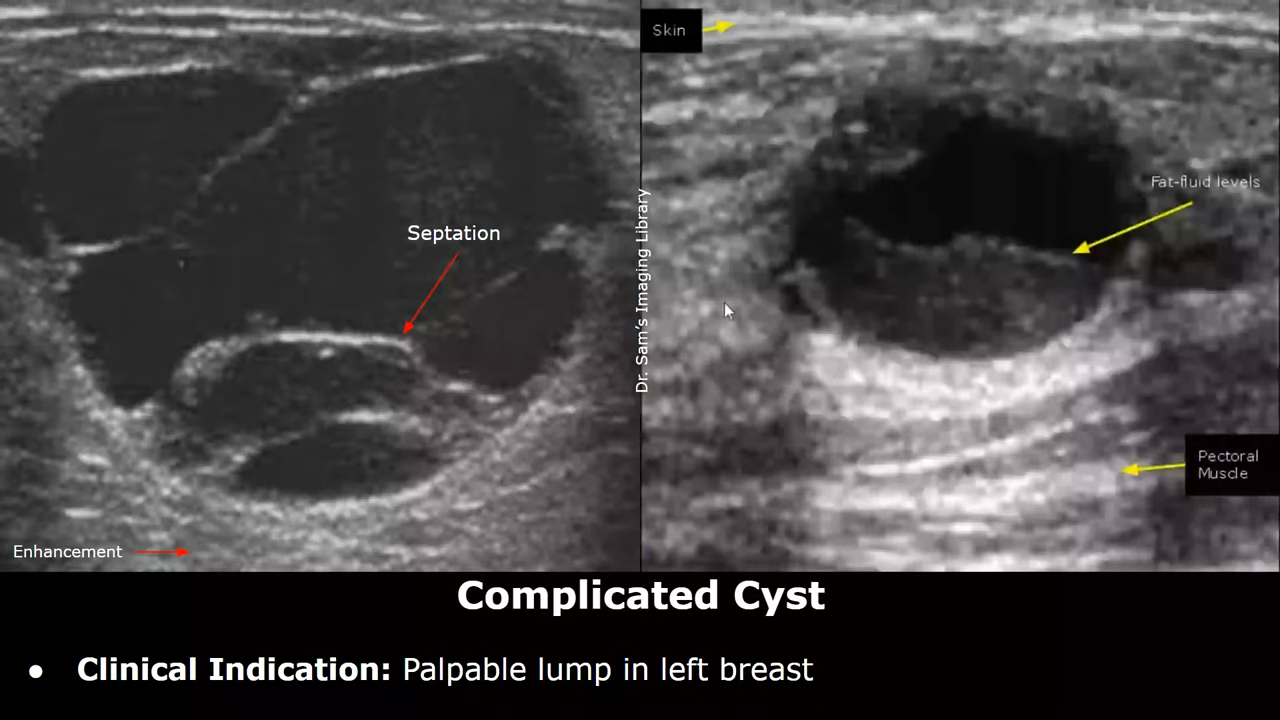 Skin
Fat-fluid levels
Septation
Dr. Sam's Imaging Library
Pectoral
Muscle
Enhancement
Complicated Cyst
● Clinical Indication: Palpable lump in left breast